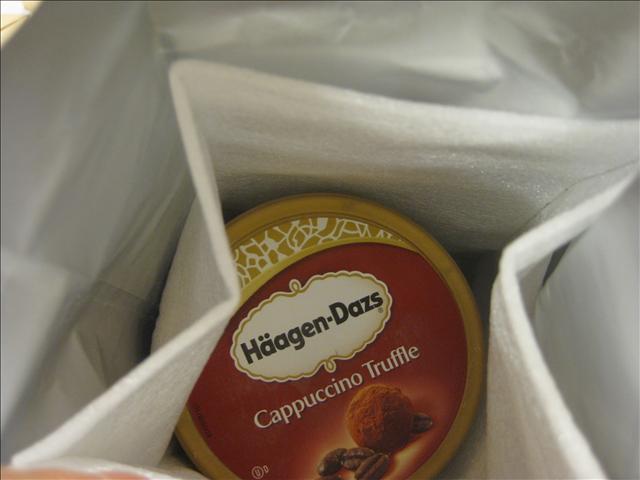 Häagen-Dazs
Cappuccino Truffle